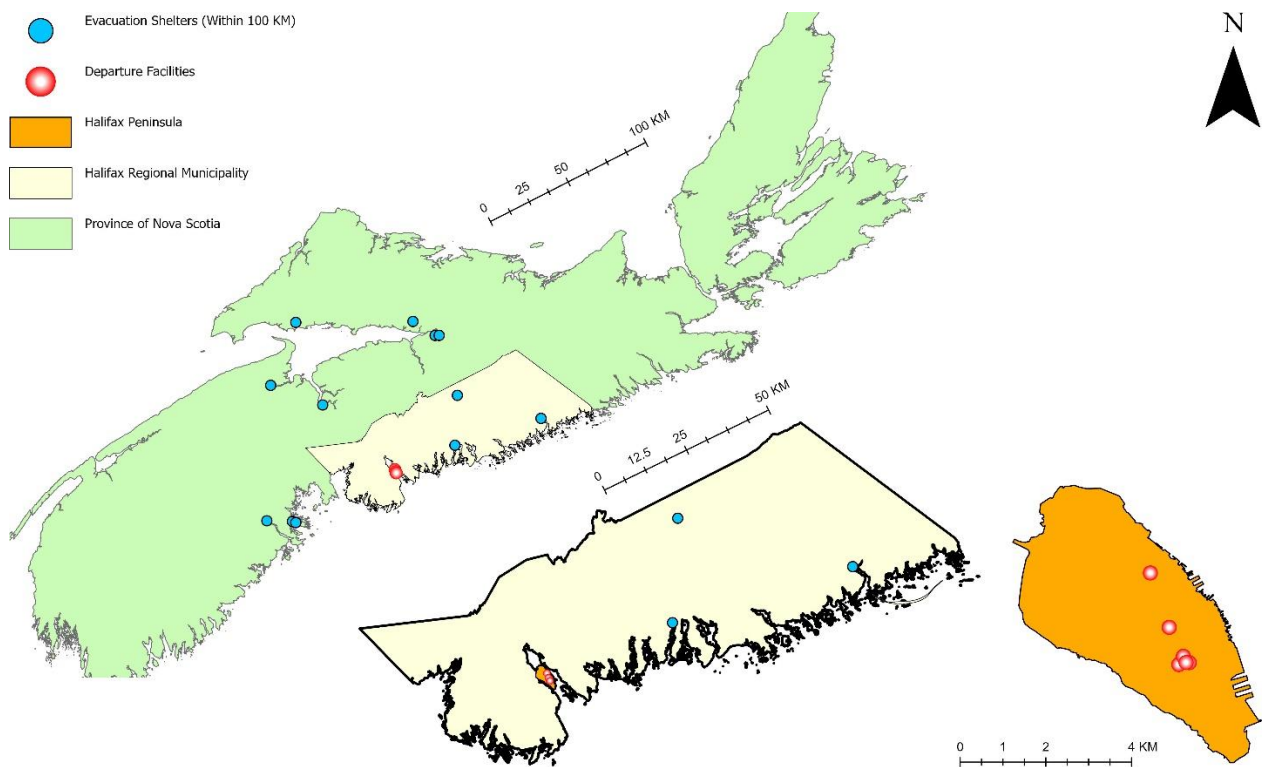 Evacuation Shelters (Within 100 KM)
Departure Facilities
Halifax Peninsula
Halifax Regional Municipality
Province of Nova Scotia
N
0 25 50 100 KM
0 12.5 25 50 KM
0 1 2 4 KM